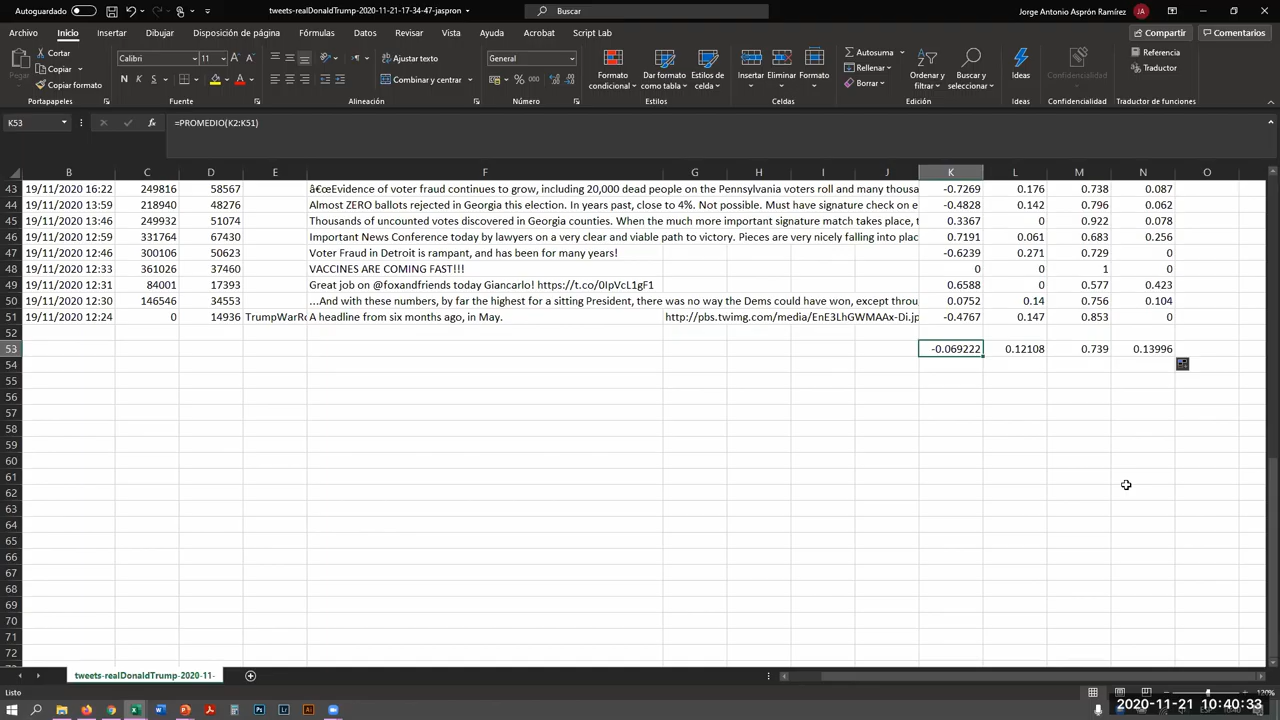 Autoguardado
tweets-realDonaldTrump-2020-11-21-17-34-47-jaspron
Buscar
Jorge Antonio Asprón Ramírez
JA
Archivo Inicio Insertar Dibujar Disposición de página Fórmulas Datos Revisar Vista Ayuda Acrobat Script Lab
Compartir
Comentarios
Pegar
Cortar
Copiar
Copiar formato
Portapapeles
Calibri
11
N K S
Fuente
Ajustar texto
Combinar y centrar
Alineación
General
Número
Formato condicional
Dar formato como tabla
Estilos de celda
Estilos
Insertar
Eliminar
Formato
Celdas
Autosuma
Rellenar
Borrar
Ordenar y filtrar
Buscar y seleccionar
Edición
Ideas
Ideas
Confidencialidad
Confidencialidad
Referencia
Traductor
Traductor de funciones
K53
=PROMEDIO(K2:K51)
B C D E F G H I J K L M N O
43 19/11/2020 16:22 249816 58567 â€œEvidence of voter fraud continues to grow, including 20,000 dead people on the Pennsylvania voters roll and many thousa -0.7269 0.176 0.738 0.087
44 19/11/2020 13:59 218940 48276 Almost ZERO ballots rejected in Georgia this election. In years past, close to 4%. Not possible. Must have signature check on e -0.4828 0.142 0.796 0.062
45 19/11/2020 13:46 249932 51074 Thousands of uncounted votes discovered in Georgia counties. When the much more important signature match takes place, t 0.3367 0 0.922 0.078
46 19/11/2020 12:59 331764 67430 Important News Conference today by lawyers on a very clear and viable path to victory. Pieces are very nicely falling into plac 0.7191 0.061 0.683 0.256
47 19/11/2020 12:46 300106 50623 Voter Fraud in Detroit is rampant, and has been for many years! -0.6239 0.271 0.729 0
48 19/11/2020 12:33 361026 37460 VACCINES ARE COMING FAST!!! 0 0 1 0
49 19/11/2020 12:31 84001 17393 Great job on @foxandfriends today Giancarlo! https://t.co/0IpVcL1gF1 0.6588 0 0.577 0.423
50 19/11/2020 12:30 146546 34553 ...And with these numbers, by far the highest for a sitting President, there was no way the Dems could have won, except throu 0.0752 0.14 0.756 0.104
51 19/11/2020 12:24 0 14936 TrumpWarRo A headline from six months ago, in May. http://pbs.twimg.com/media/EnE3LhGWMAAx-Di.jp -0.4767 0.147 0.853 0
52
53 -0.069222 0.12108 0.739 0.13996
54
55
56
57
58
59
60
61
62
63
64
65
66
67
68
69
70
71
72
tweets-realDonaldTrump-2020-11-
Listo
120%
2020-11-21 10:40:33